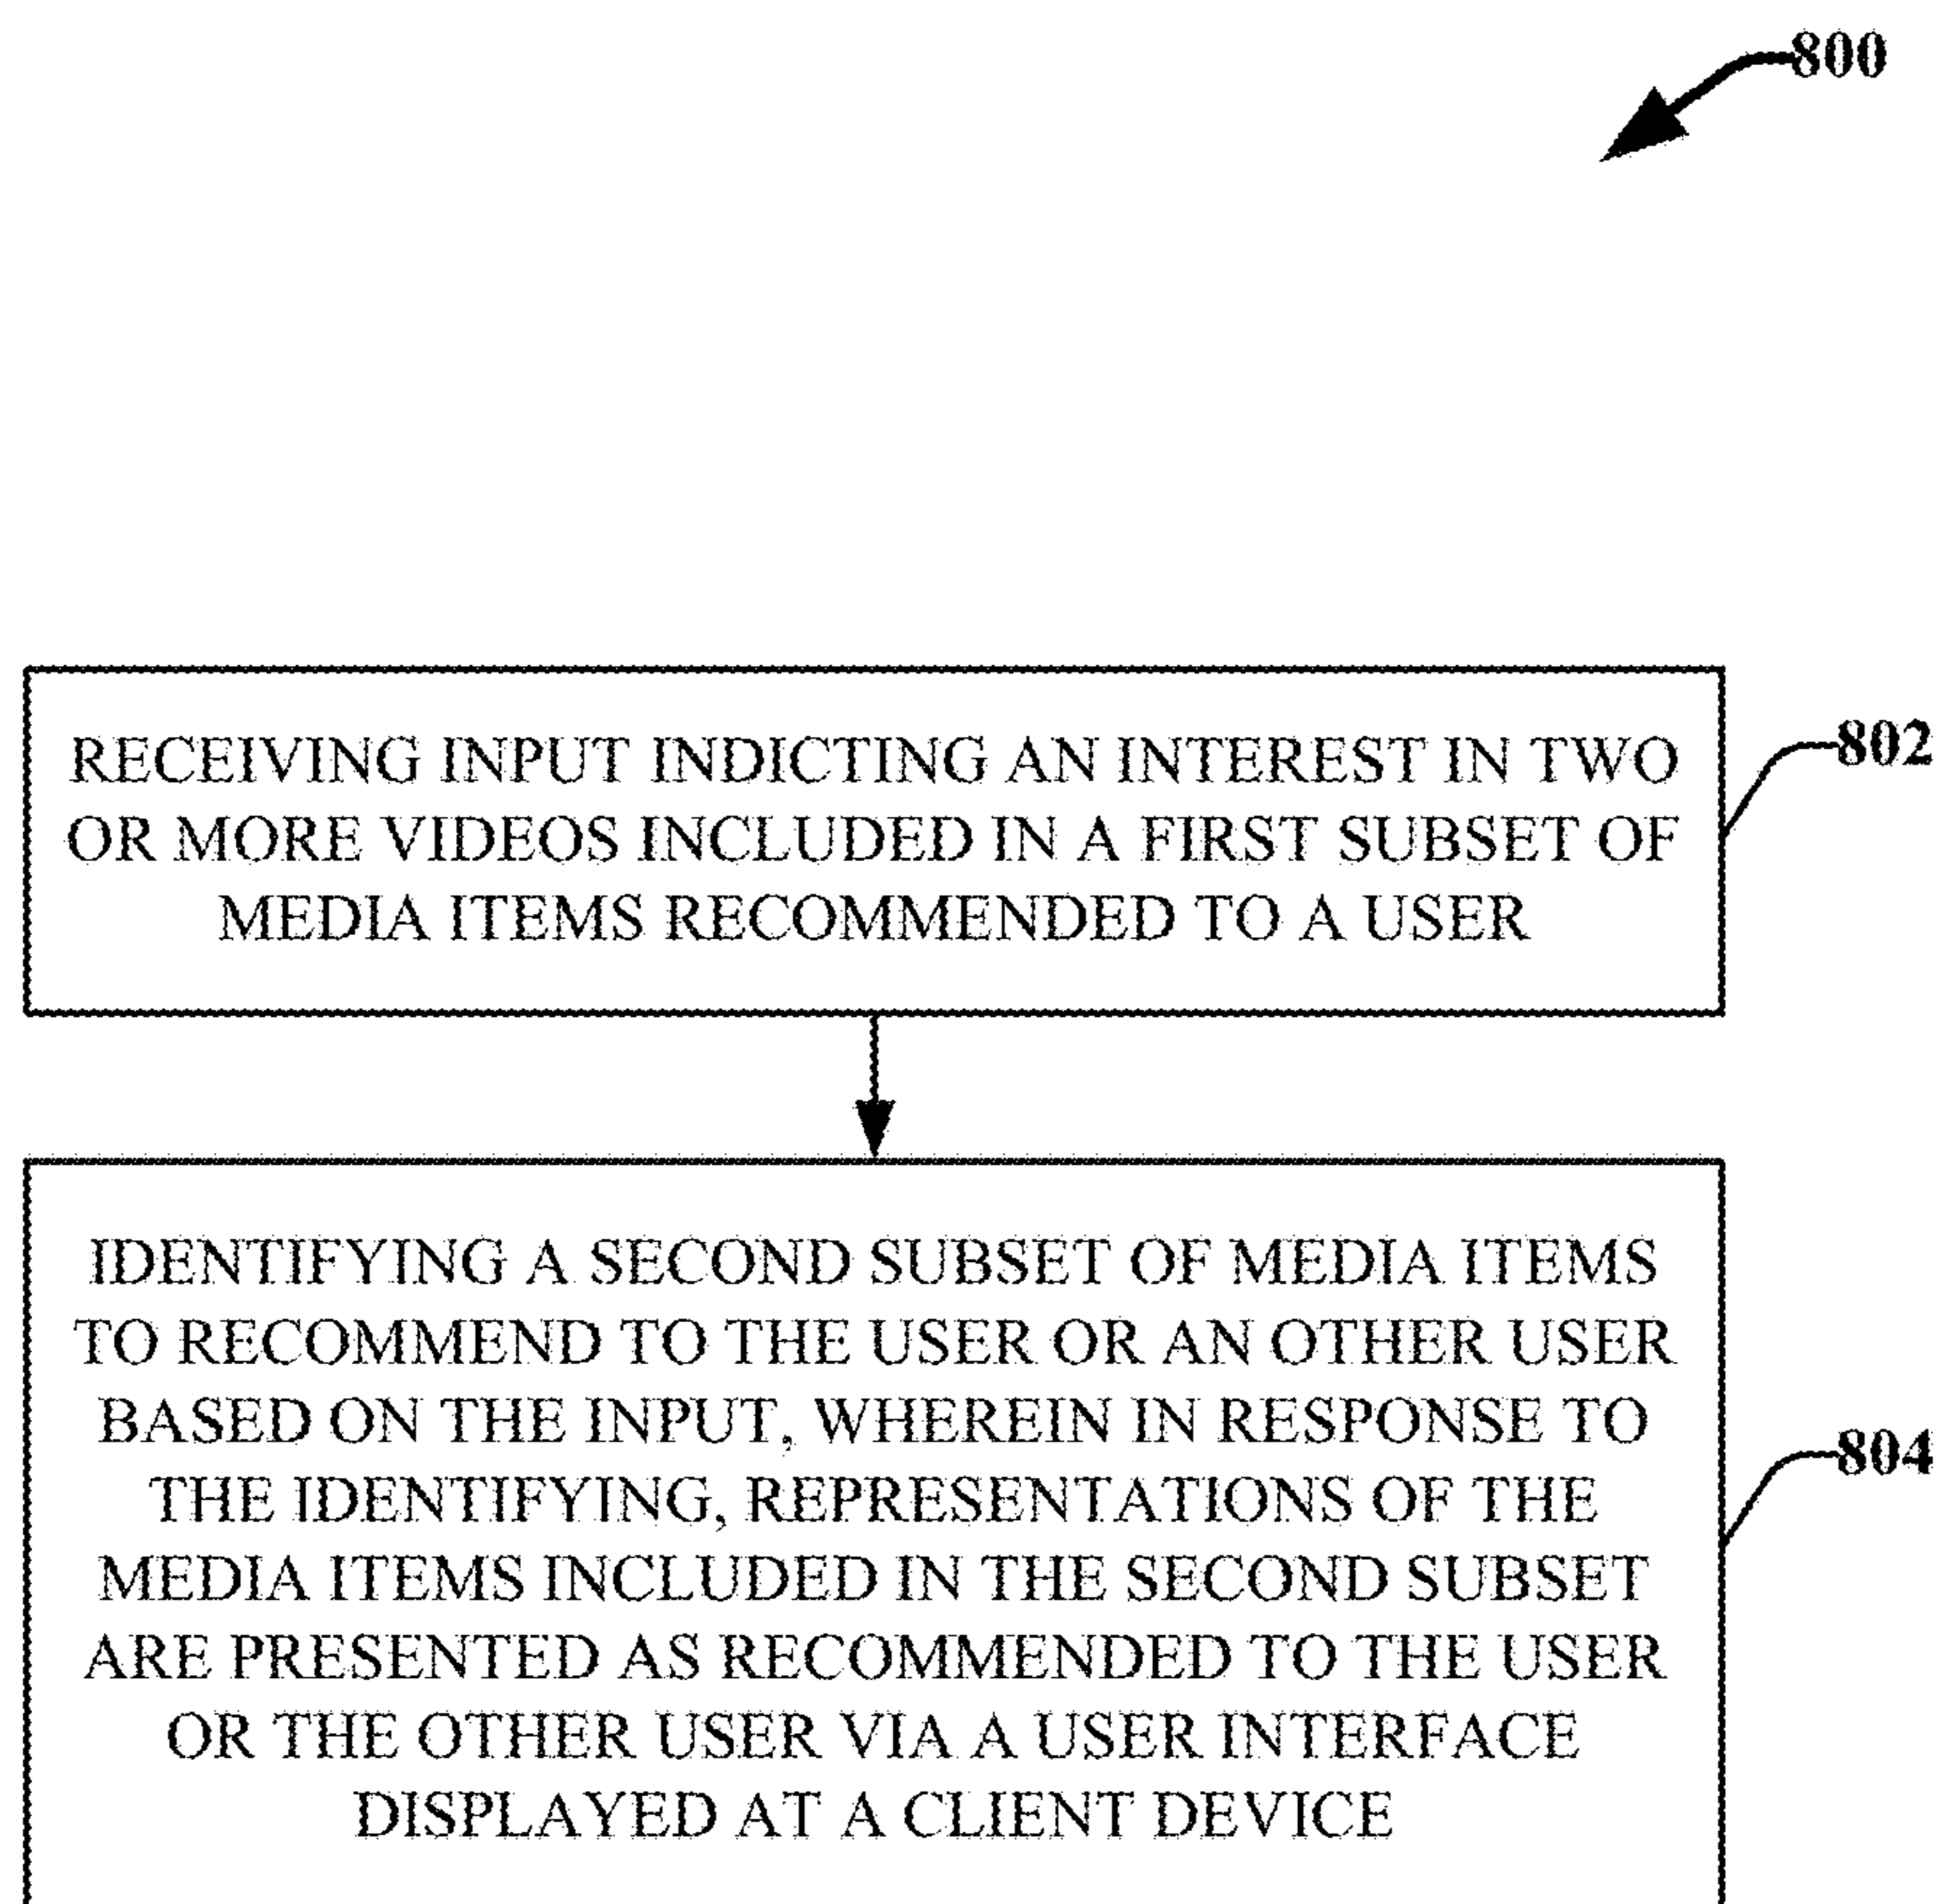 800
RECEIVING INPUT INDICTING AN INTEREST IN TWO
OR MORE VIDEOS INCLUDED IN A FIRST SUBSET OF
MEDIA ITEMS RECOMMENDED TO A USER
802
IDENTIFYING A SECOND SUBSET OF MEDIA ITEMS
TO RECOMMEND TO THE USER OR AN OTHER USER
BASED ON THE INPUT, WHEREIN IN RESPONSE TO
THE IDENTIFYING, REPRESENTATIONS OF THE
MEDIA ITEMS INCLUDED IN THE SECOND SUBSET
ARE PRESENTED AS RECOMMENDED TO THE USER
OR THE OTHER USER VIA A USER INTERFACE
DISPLAYED AT A CLIENT DEVICE
804